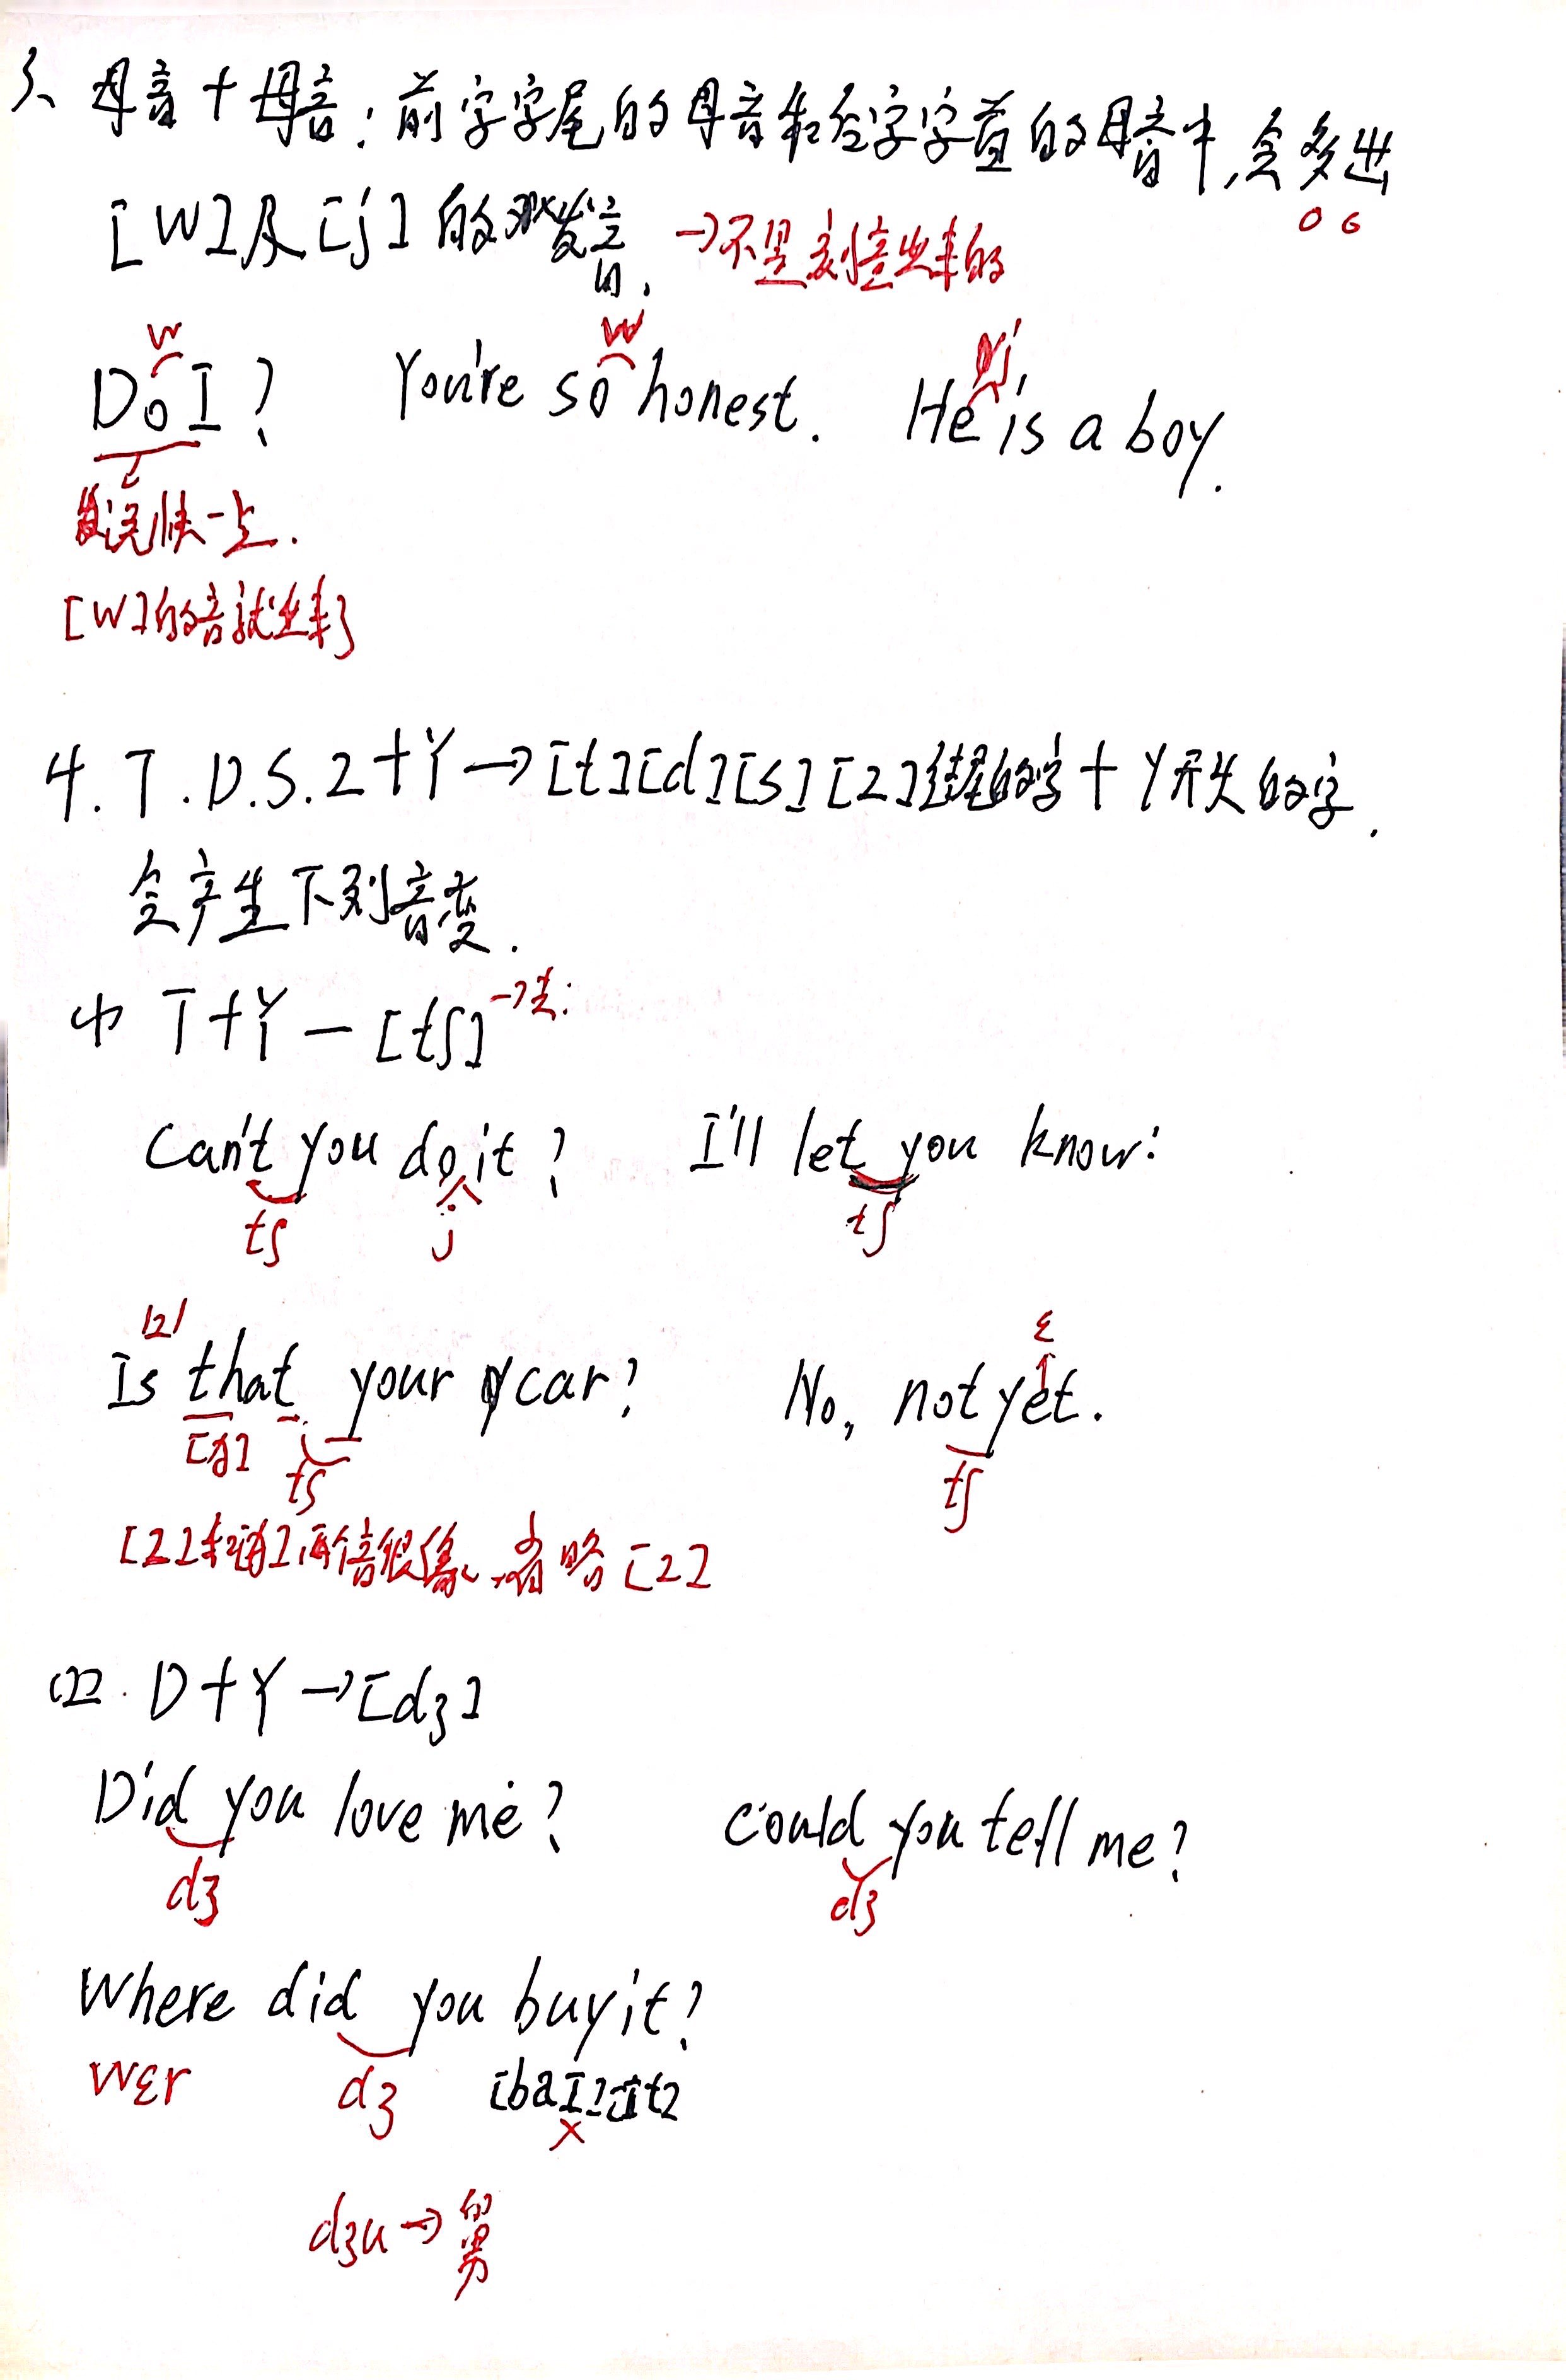 3、母音+母音:前字字尾的母音和后字字首的母音中,会多出
[W]及[j]的发音. →不是刻意出来的
w w j
Do I? You're so honest. He is a boy.
说快一点.
[W]的音就出来了
4. T.D.S.Z+Y→[t][d][s][z]结尾的字+Y开头的字.
会产生下列音变.
(1) T+Y—[tʃ]
Can't you do it? I'll let you know.
tʃ j tʃ
/z/ ɛ
Is that your car? No, not yet.
[ð] tʃ tʃ
[z]和[ð]两个音很像,省略[z]
(2). D+Y→[dʒ]
Did you love me? could you tell me?
dʒ dʒ
Where did you buy it?
wɛr dʒ [baɪ]
x
dʒu→舅